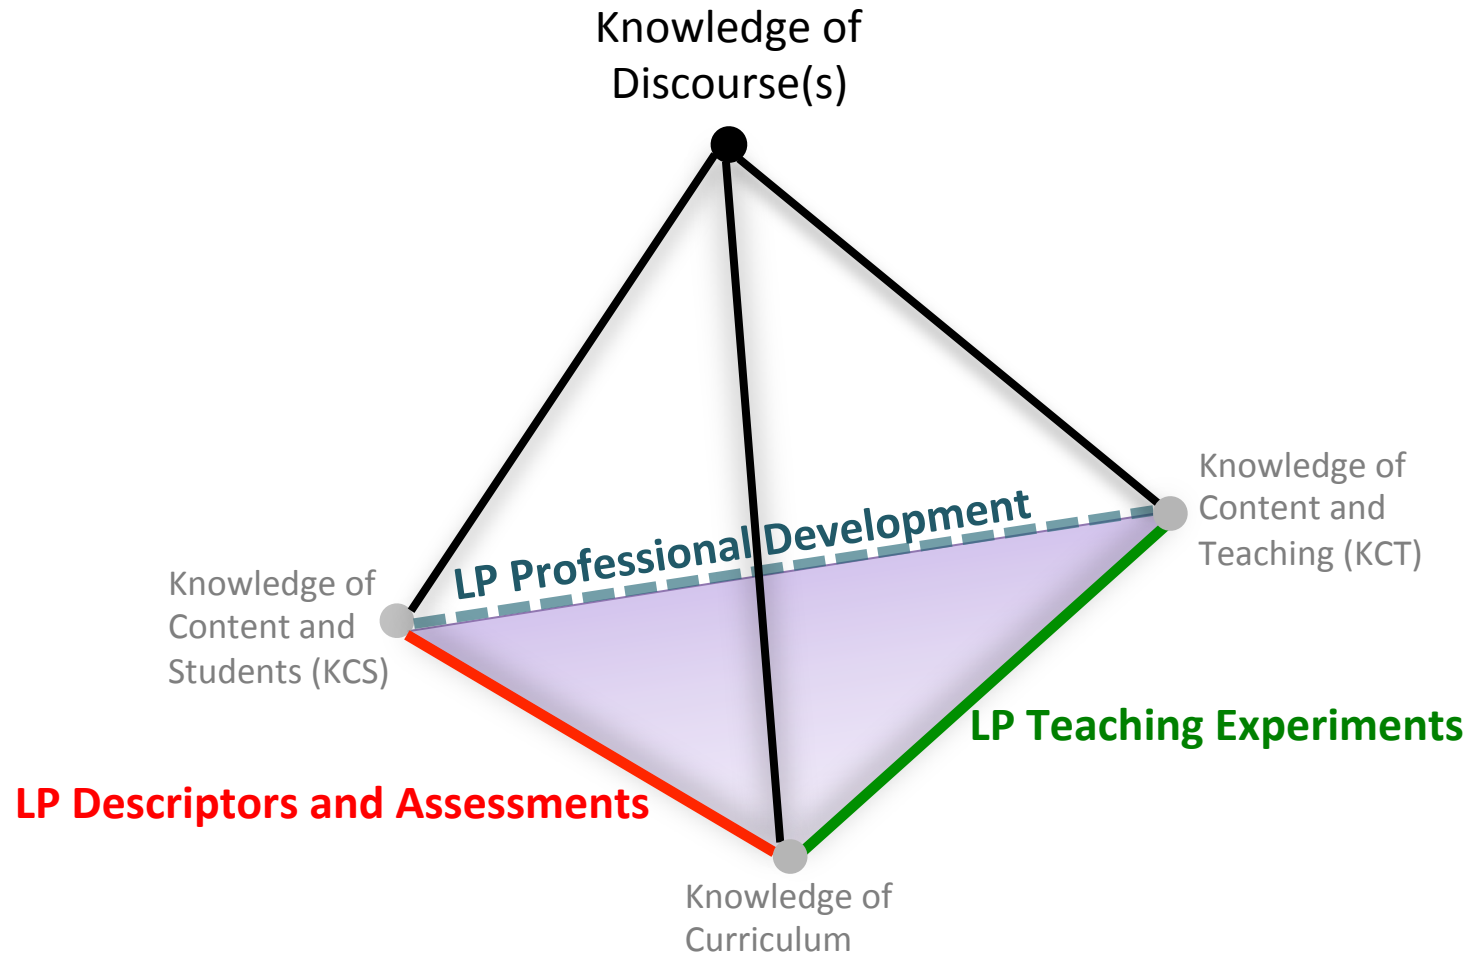 Knowledge of
Discourse(s)
Knowledge of
Content and
Teaching (KCT)
LP Professional Development
Knowledge of
Content and
Students (KCS)
LP Teaching Experiments
LP Descriptors and Assessments
Knowledge of
Curriculum